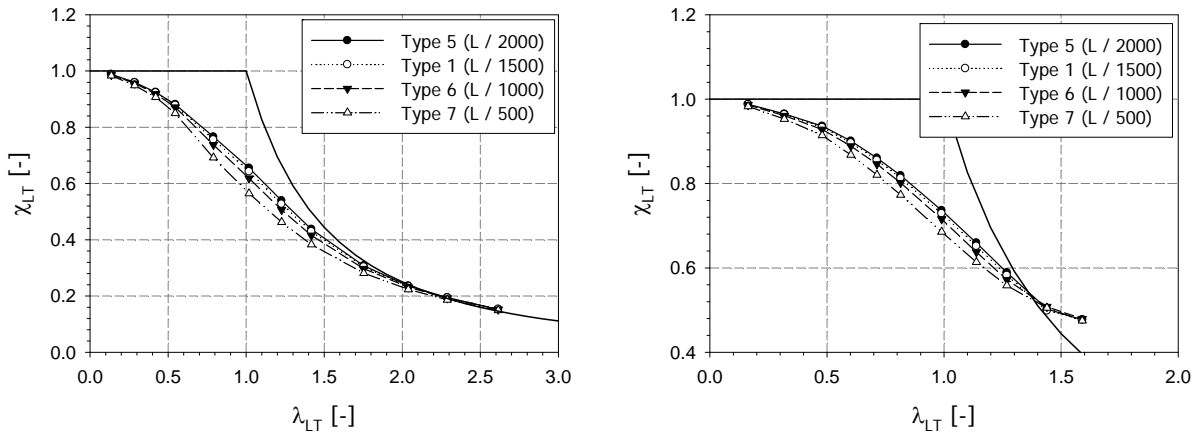 1.2
1.0
0.8
0.6
0.4
0.2
0.0
χLT [-]
0.0 0.5 1.0 1.5 2.0 2.5 3.0
λLT [-]
Type 5 (L / 2000)
Type 1 (L / 1500)
Type 6 (L / 1000)
Type 7 (L / 500)
1.2
1.0
0.8
0.6
0.4
χLT [-]
0.0 0.5 1.0 1.5 2.0
λLT [-]
Type 5 (L / 2000)
Type 1 (L / 1500)
Type 6 (L / 1000)
Type 7 (L / 500)